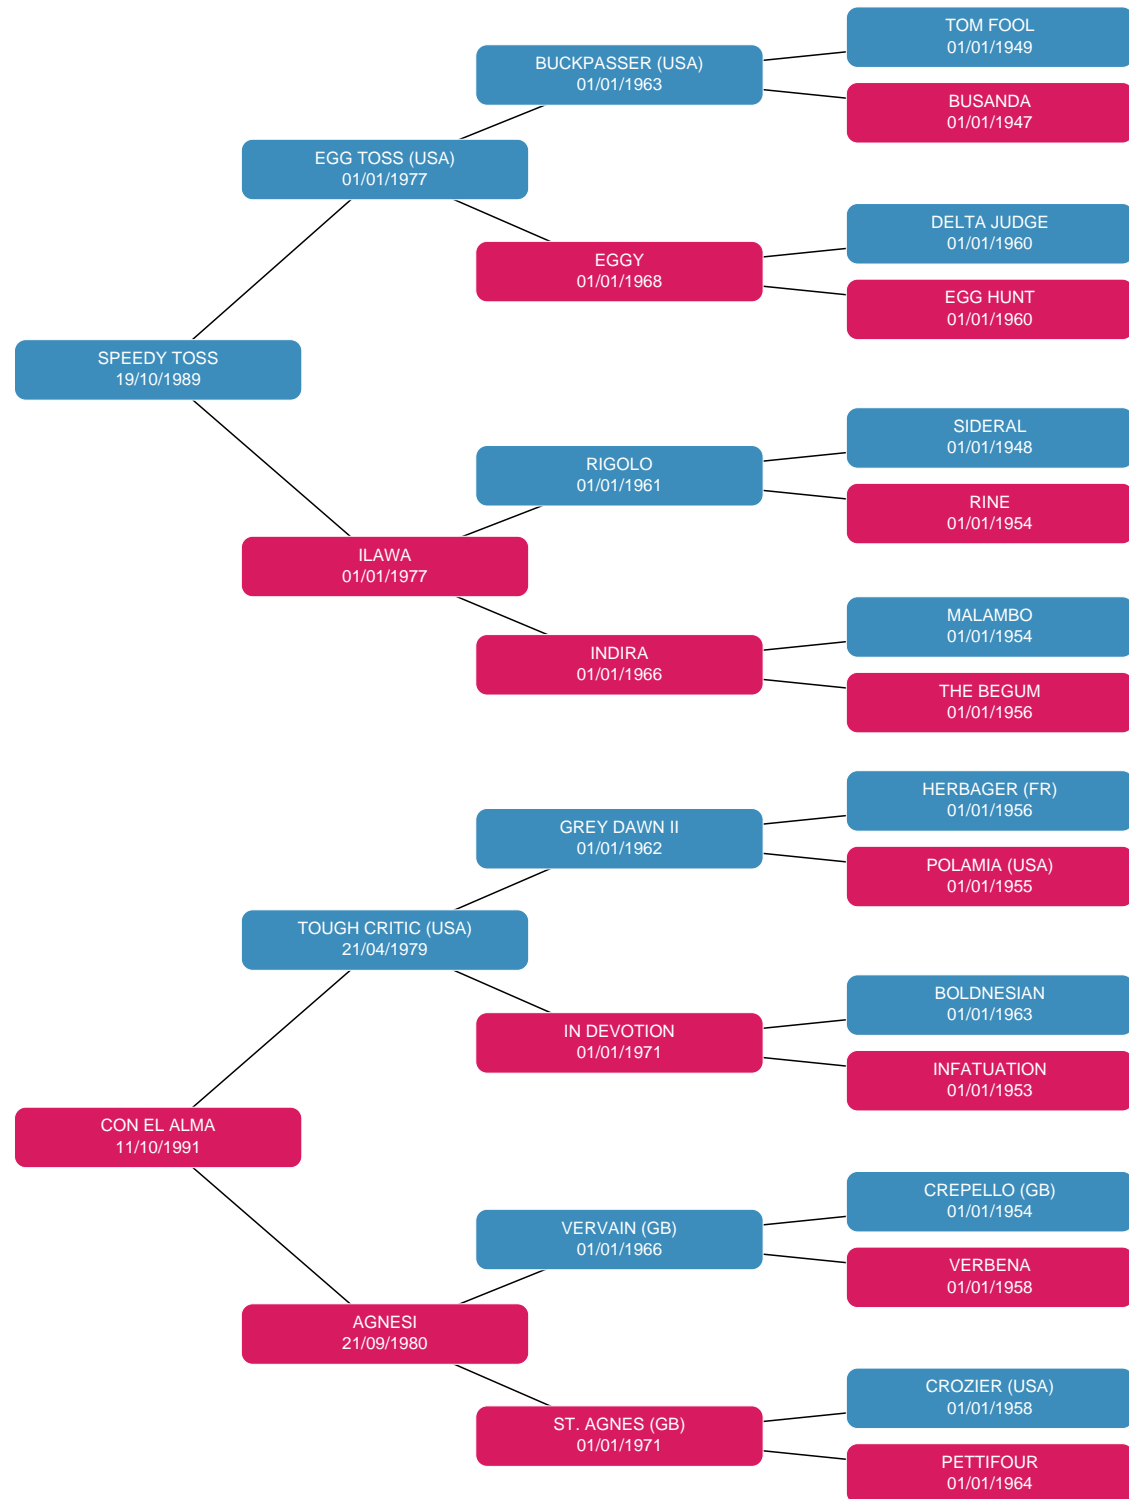 TOM FOOL
01/01/1949
BUCKPASSER (USA)
01/01/1963
BUSANDA
01/01/1947
EGG TOSS (USA)
01/01/1977
DELTA JUDGE
01/01/1960
EGGY
01/01/1968
EGG HUNT
01/01/1960
SPEEDY TOSS
19/10/1989
SIDERAL
01/01/1948
RIGOLO
01/01/1961
RINE
01/01/1954
ILAWA
01/01/1977
MALAMBO
01/01/1954
INDIRA
01/01/1966
THE BEGUM
01/01/1956
HERBAGER (FR)
01/01/1956
GREY DAWN II
01/01/1962
POLAMIA (USA)
01/01/1955
TOUGH CRITIC (USA)
21/04/1979
BOLDNESIAN
01/01/1963
IN DEVOTION
01/01/1971
INFATUATION
01/01/1953
CON EL ALMA
11/10/1991
CREPELLO (GB)
01/01/1954
VERVAIN (GB)
01/01/1966
VERBENA
01/01/1958
AGNESI
21/09/1980
CROZIER (USA)
01/01/1958
ST. AGNES (GB)
01/01/1971
PETTIFOUR
01/01/1964